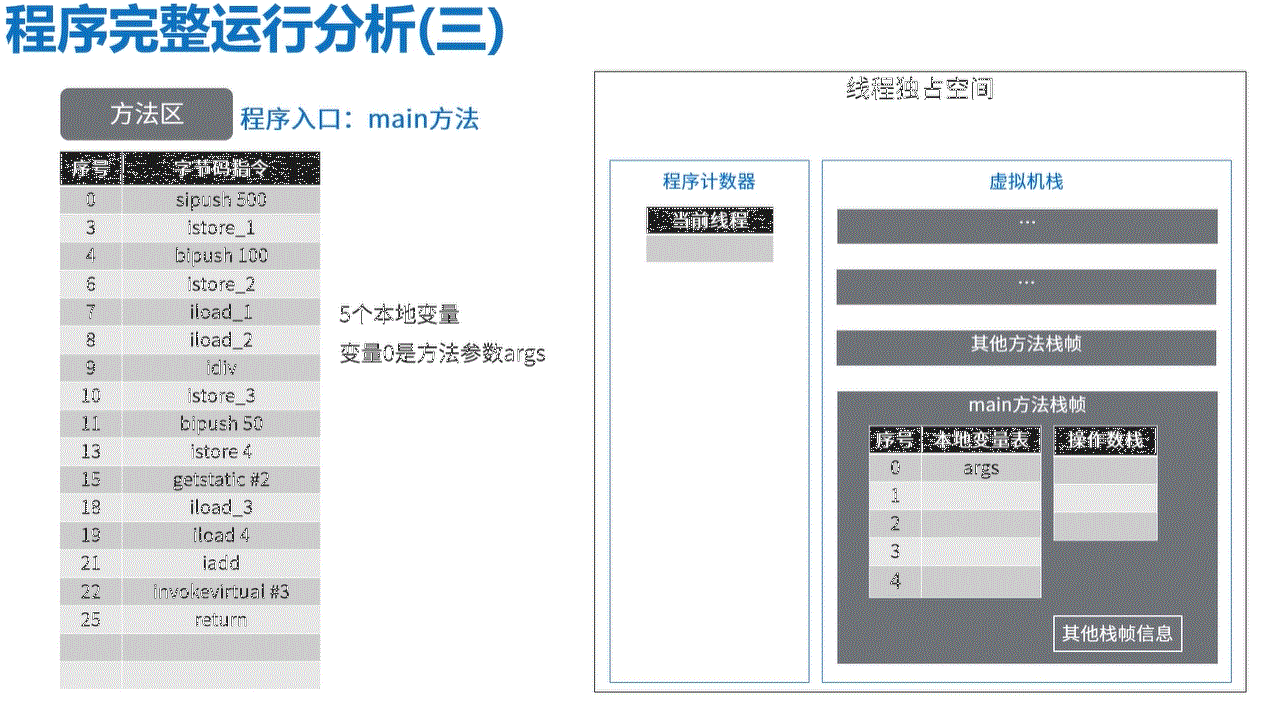 程序完整运行分析(三)
方法区
程序入口：main方法
序号 字节码指令
0 sipush 500
3 istore_1
4 bipush 100
6 istore_2
7 iload_1
8 iload_2
9 idiv
10 istore_3
11 bipush 50
13 istore 4
15 getstatic #2
18 iload_3
19 iload 4
21 iadd
22 invokevirtual #3
25 return
5个本地变量
变量0是方法参数args
线程独占空间
程序计数器
当前线程
虚拟机栈
...
...
其他方法栈帧
main方法栈帧
序号 本地变量表
0 args
1
2
3
4
操作数栈
其他栈帧信息